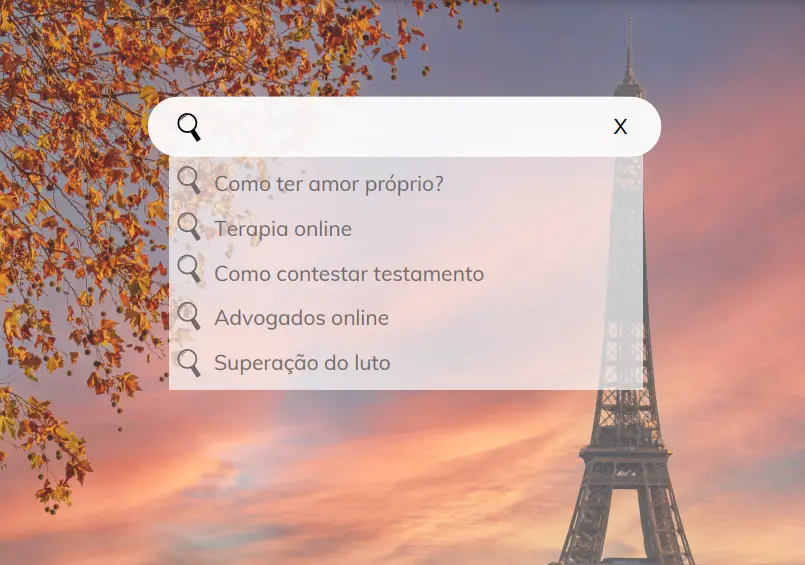 X
Como ter amor próprio?
Terapia online
Como contestar testamento
Advogados online
Superação do luto